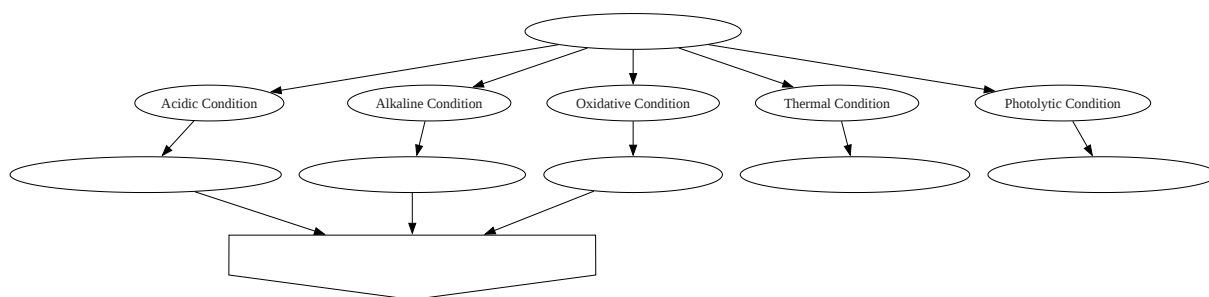 Acidic Condition
Alkaline Condition
Oxidative Condition
Thermal Condition
Photolytic Condition